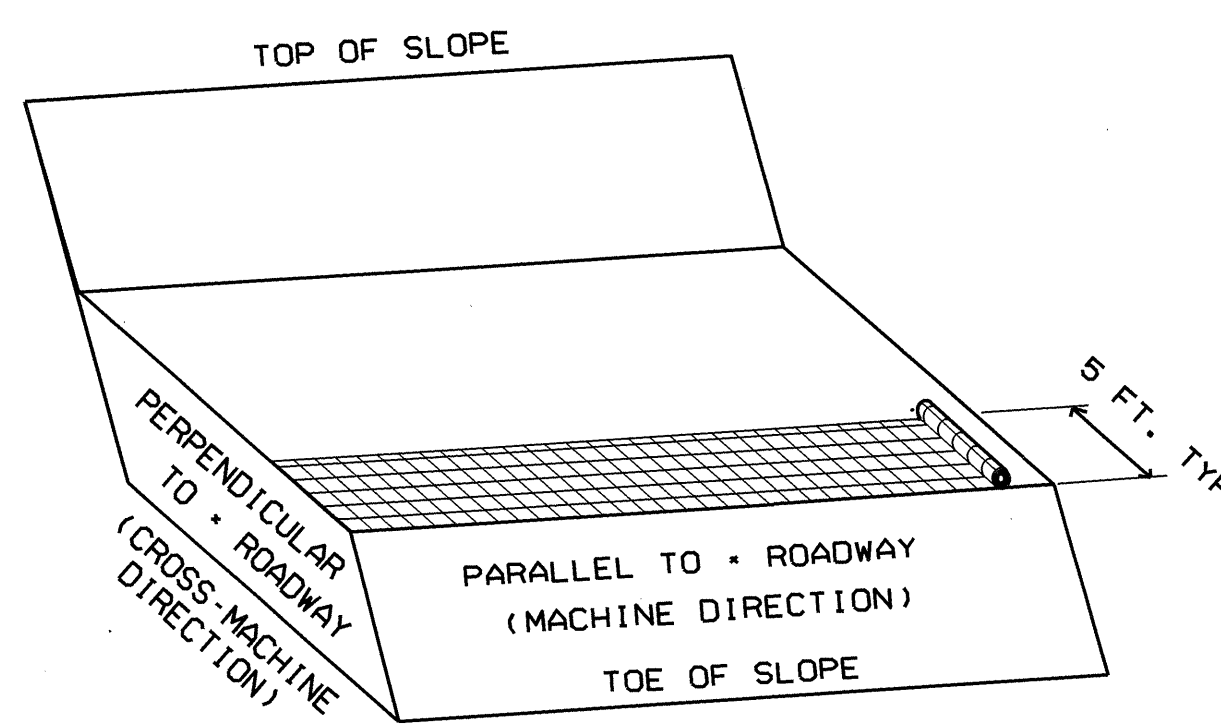 TOP OF SLOPE
5 FT. TYP
PERPENDICULAR
TO * ROADWAY
(CROSS-MACHINE
DIRECTION)
PARALLEL TO * ROADWAY
(MACHINE DIRECTION)
TOE OF SLOPE